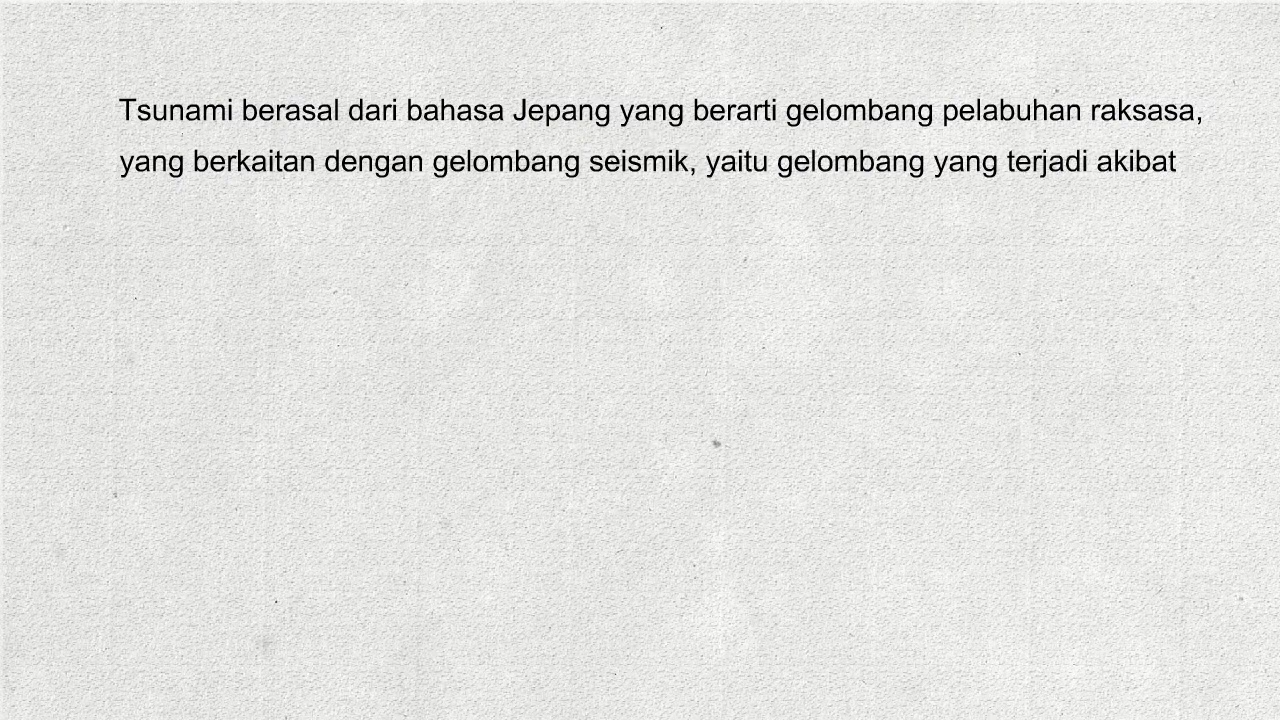 Tsunami berasal dari bahasa Jepang yang berarti gelombang pelabuhan raksasa,
yang berkaitan dengan gelombang seismik, yaitu gelombang yang terjadi akibat